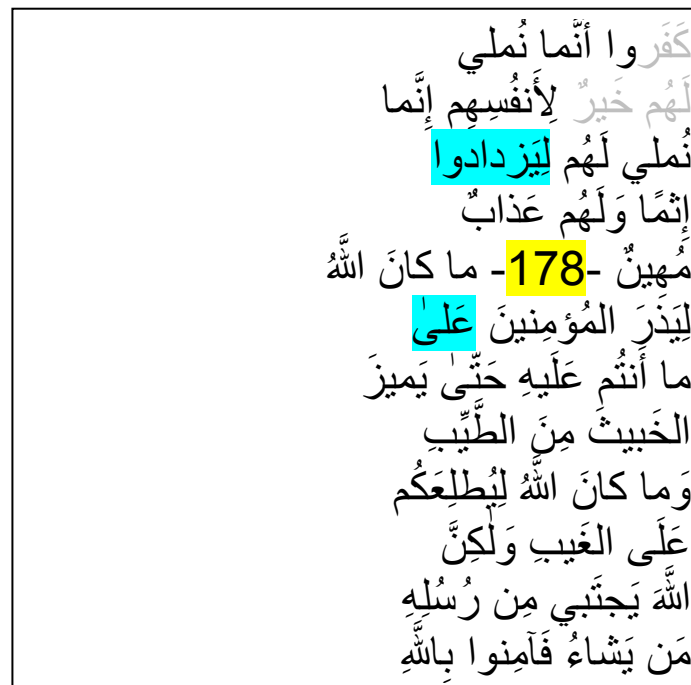 كَفَروا أَنَّما نُملي
لَهُم خَيرٌ لِأَنفُسِهِم إِنَّما
نُملي لَهُم لِيَزدادوا
إِثمًا وَلَهُم عَذابٌ
مُهينٌ -178- ما كانَ اللَّهُ
لِيَذَرَ المُؤمِنينَ عَلىٰ
ما أَنتُم عَلَيهِ حَتّىٰ يَميزَ
الخَبيثَ مِنَ الطَّيِّبِ
وَما كانَ اللَّهُ لِيُطلِعَكُم
عَلَى الغَيبِ وَلٰكِنَّ
اللَّهَ يَجتَبي مِن رُسُلِهِ
مَن يَشاءُ فَآمِنوا بِاللَّهِ